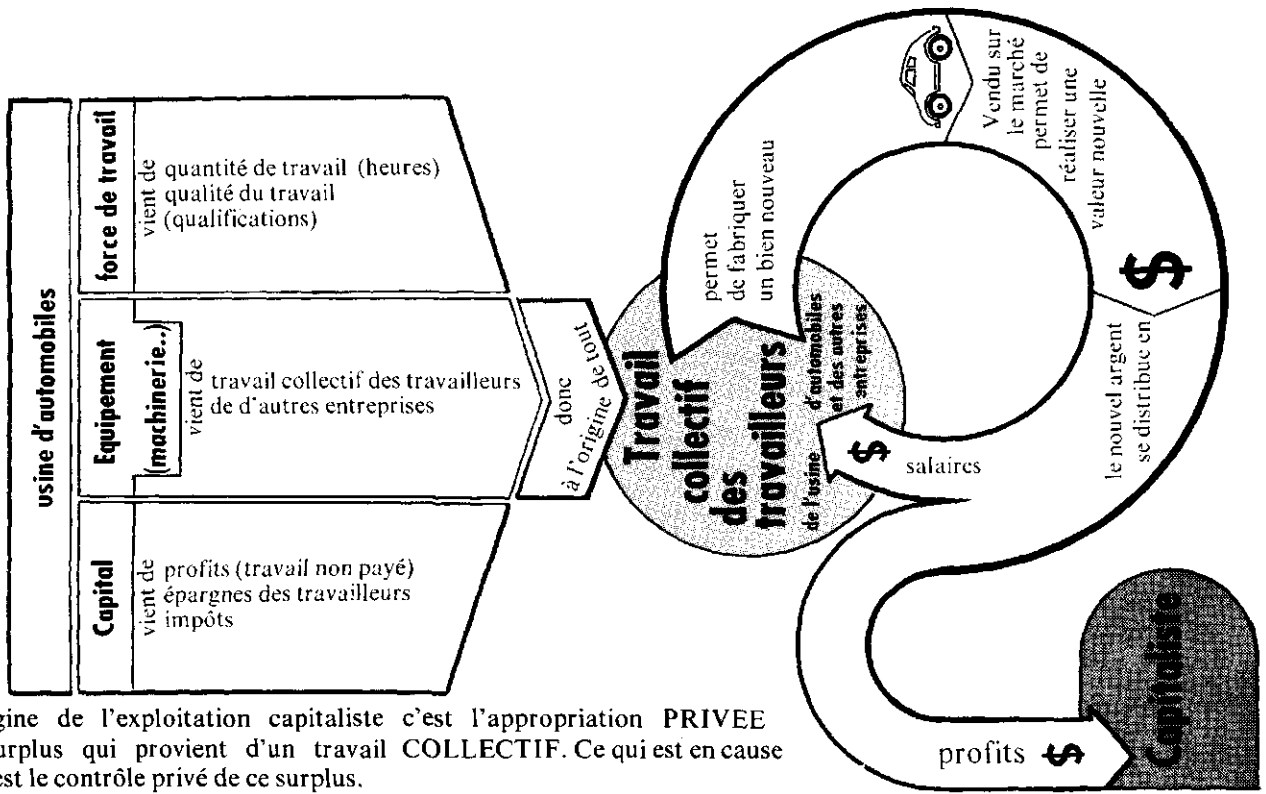 usine d'automobiles
Capital
vient de
profits (travail non payé)
épargnes des travailleurs
impôts
Equipement
(machinerie..)
vient de
travail collectif des travailleurs
de d'autres entreprises
force de travail
vient de
quantité de travail (heures)
qualité du travail
(qualifications)
donc
à l'origine de tout
Travail
collectif
des
travailleurs
de l'usine
d'automobiles
et des autres
entreprises
permet
de fabriquer
un bien nouveau
Vendu sur
le marché
permet de
réaliser une
valeur nouvelle
$
le nouvel argent
se distribue en
$
salaires
profits $
Capitaliste
gine de l'exploitation capitaliste c'est l'appropriation PRIVEE
urplus qui provient d'un travail COLLECTIF. Ce qui est en cause
est le contrôle privé de ce surplus.